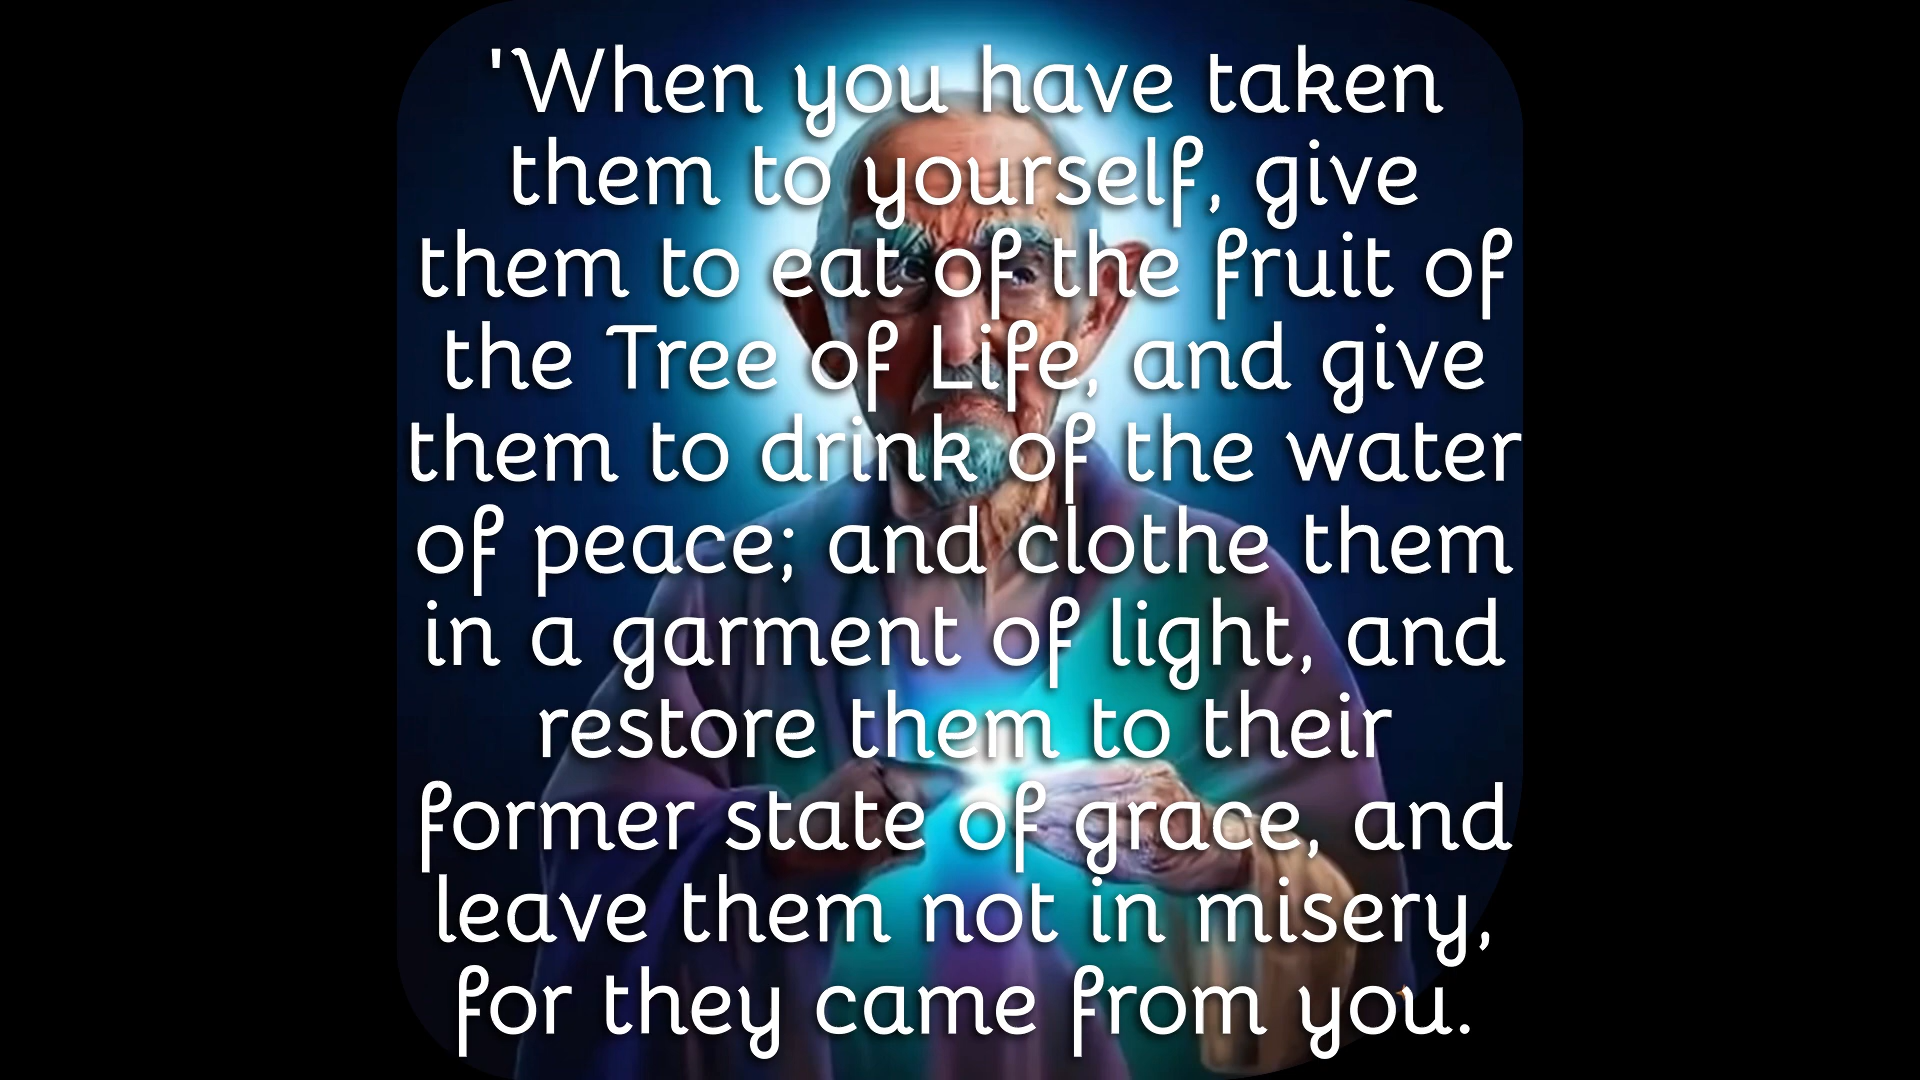 'When you have taken
them to yourself, give
them to eat of the fruit of
the Tree of Life, and give
them to drink of the water
of peace; and clothe them
in a garment of light, and
restore them to their
former state of grace, and
leave them not in misery,
for they came from you.